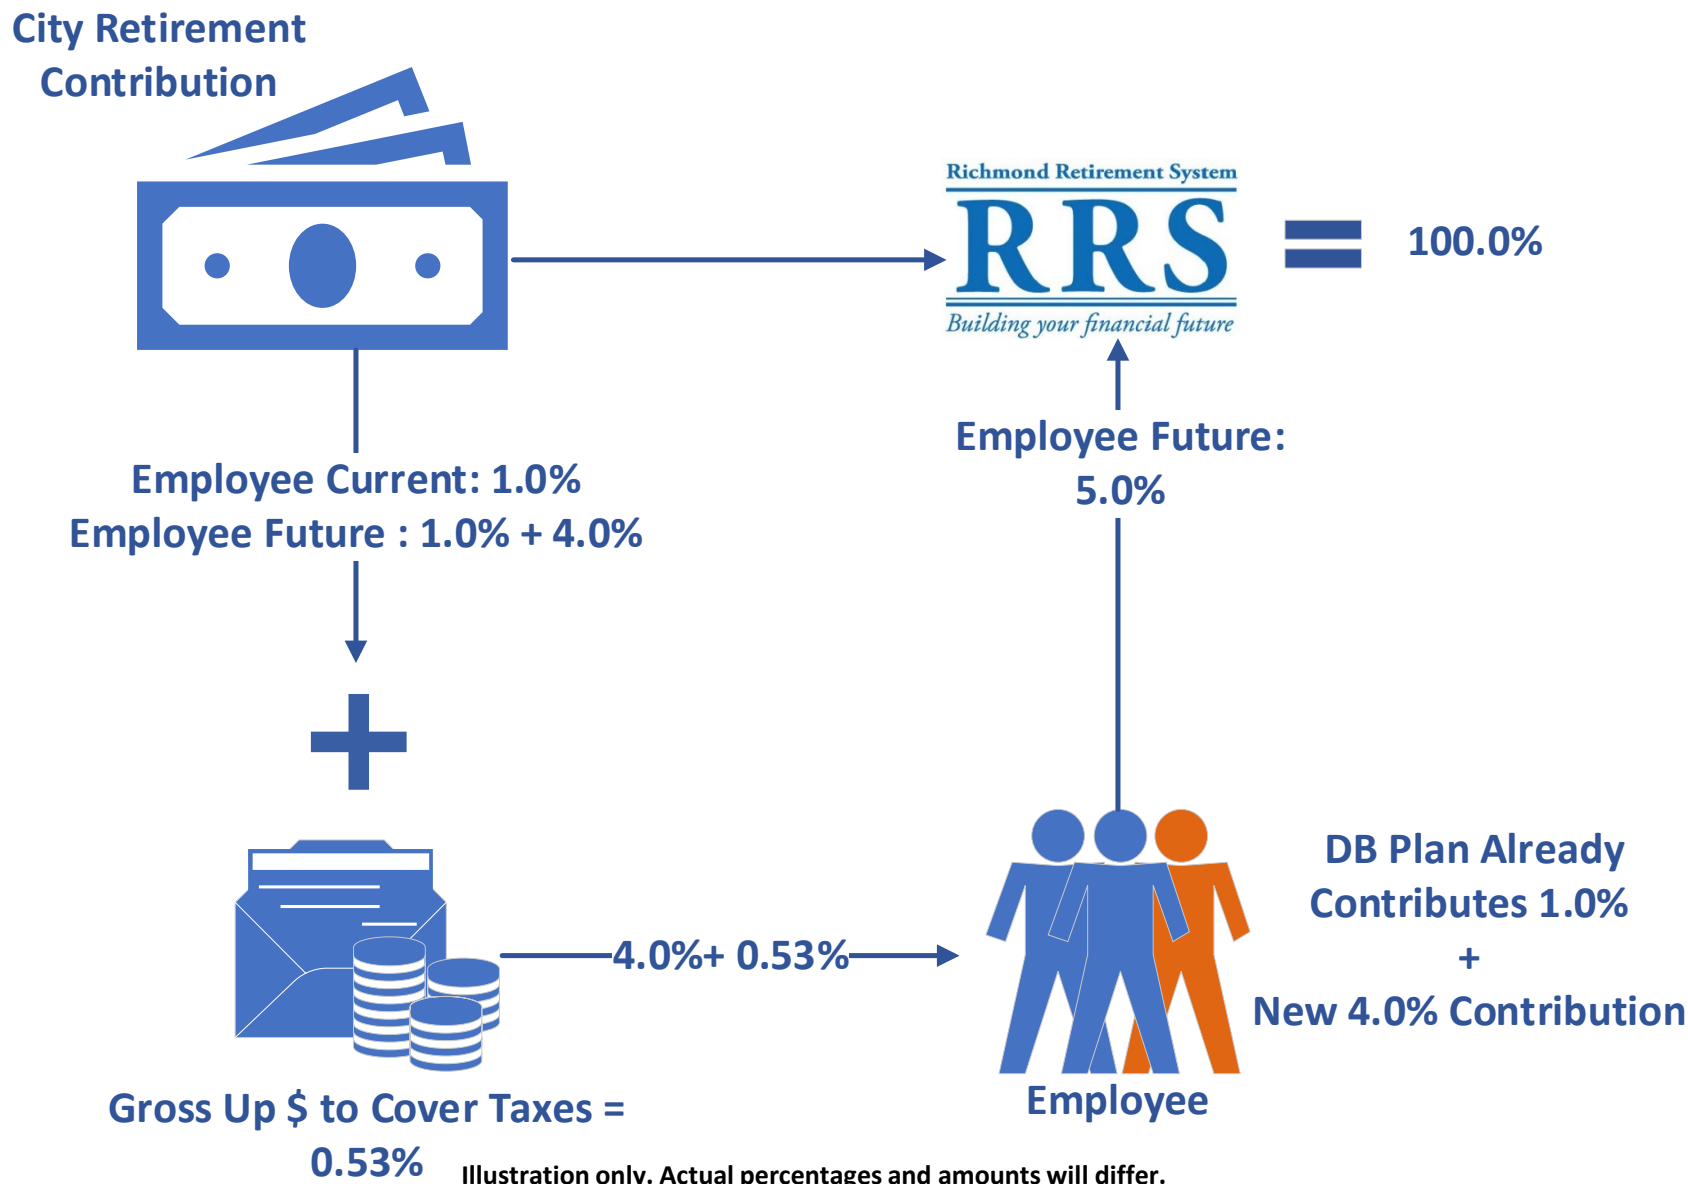 City Retirement
Contribution
Richmond Retirement System
RRS
Building your financial future
100.0%
Employee Current: 1.0%
Employee Future : 1.0% + 4.0%
Employee Future:
5.0%
4.0%+ 0.53%
DB Plan Already
Contributes 1.0%
+
New 4.0% Contribution
Gross Up $ to Cover Taxes =
0.53%
Employee
Illustration only. Actual percentages and amounts will differ.